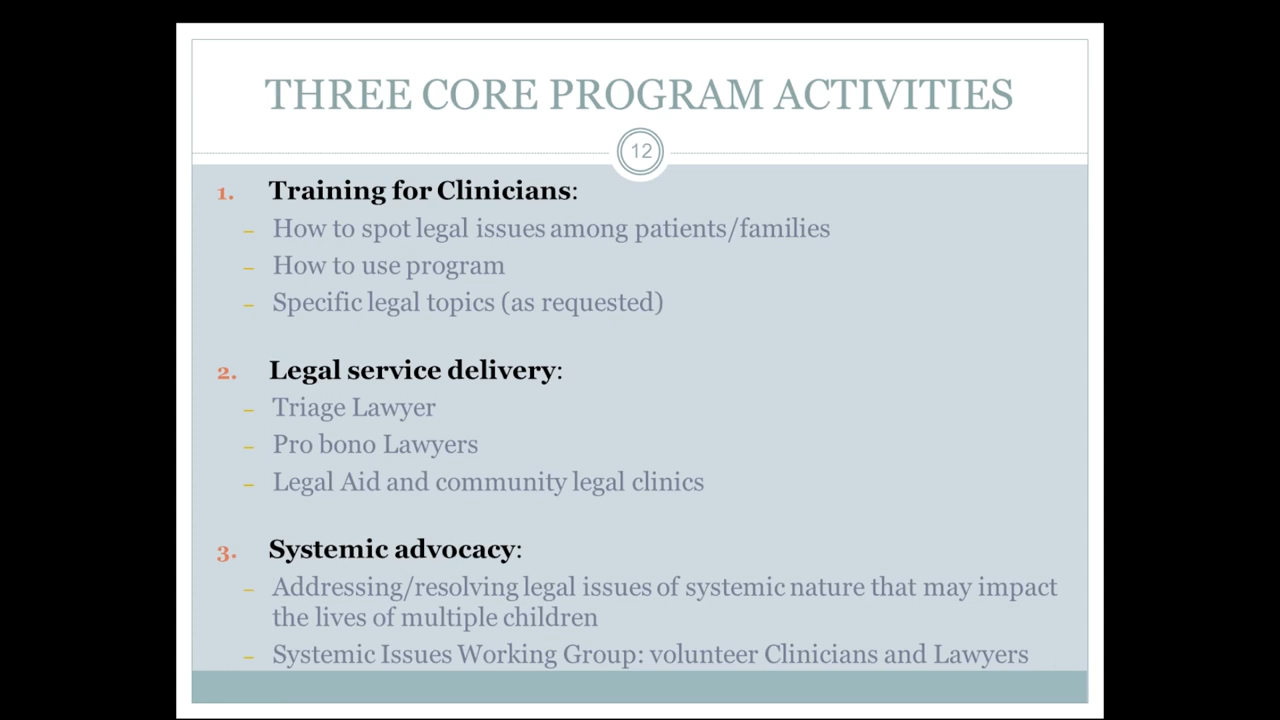 THREE CORE PROGRAM ACTIVITIES
12
1. Training for Clinicians:
– How to spot legal issues among patients/families
– How to use program
– Specific legal topics (as requested)
2. Legal service delivery:
– Triage Lawyer
– Pro bono Lawyers
– Legal Aid and community legal clinics
3. Systemic advocacy:
– Addressing/resolving legal issues of systemic nature that may impact
the lives of multiple children
– Systemic Issues Working Group: volunteer Clinicians and Lawyers